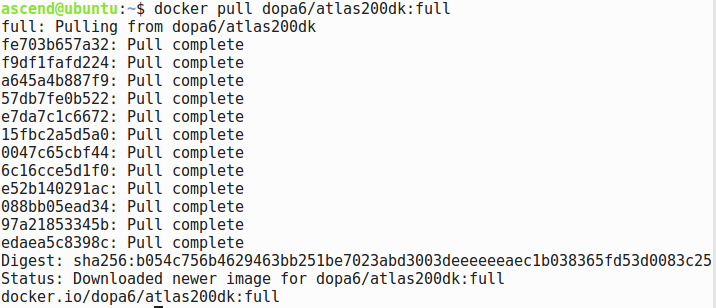 ascend@ubuntu:~$ docker pull dopa6/atlas200dk:full
full: Pulling from dopa6/atlas200dk
fe703b657a32: Pull complete
f9df1fafd224: Pull complete
a645a4b887f9: Pull complete
57db7fe0b522: Pull complete
e7da7c1c6672: Pull complete
15fbc2a5d5a0: Pull complete
0047c65cbf44: Pull complete
6c16cce5d1f0: Pull complete
e52b140291ac: Pull complete
088bb05ead34: Pull complete
97a21853345b: Pull complete
edaea5c8398c: Pull complete
Digest: sha256:b054c756b4629463bb251be7023abd3003deeeeeeaec1b038365fd53d0083c25
Status: Downloaded newer image for dopa6/atlas200dk:full
docker.io/dopa6/atlas200dk:full